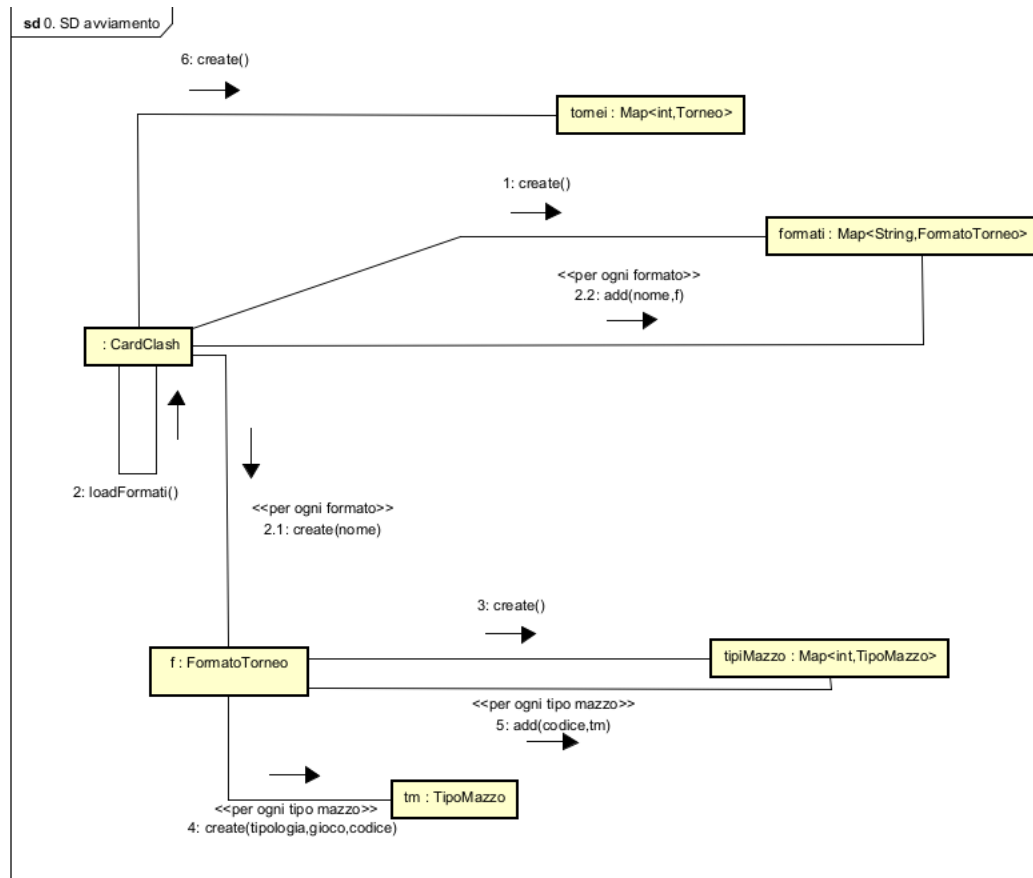 sd 0. SD avviamento
6: create()
tornei : Map<int,Torneo>
1: create()
formati : Map<String,FormatoTorneo>
<<per ogni formato>>
2.2: add(nome,f)
: CardClash
2: loadFormati()
<<per ogni formato>>
2.1: create(nome)
3: create()
f : FormatoTorneo
tipiMazzo : Map<int,TipoMazzo>
<<per ogni tipo mazzo>>
5: add(codice,tm)
tm : TipoMazzo
<<per ogni tipo mazzo>>
4: create(tipologia,gioco,codice)